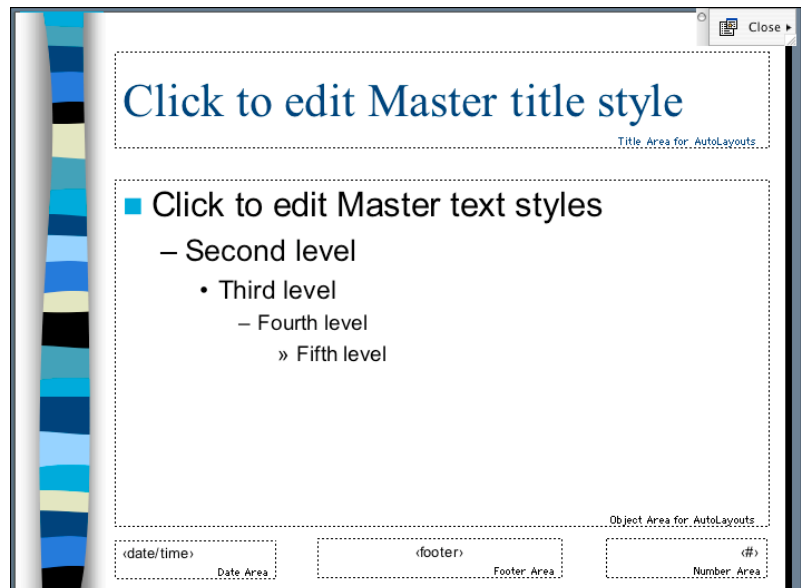 Close
Click to edit Master title style
Title Area for AutoLayouts
■ Click to edit Master text styles
– Second level
• Third level
– Fourth level
» Fifth level
Object Area for AutoLayouts
‹date/time›
Date Area
‹footer›
Footer Area
‹#›
Number Area